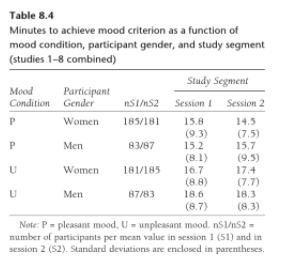 Table 8.4
Minutes to achieve mood criterion as a function of
mood condition, participant gender, and study segment
(studies 1–8 combined)
Study Segment
Mood Participant
Condition Gender nS1/nS2 Session 1 Session 2
P Women 185/181 15.8 14.5
(9.3) (7.5)
P Men 83/87 15.2 15.7
(8.1) (9.5)
U Women 181/185 16.7 17.4
(8.8) (7.7)
U Men 87/83 18.6 18.3
(8.7) (8.3)
Note: P = pleasant mood, U = unpleasant mood. nS1/nS2 =
number of participants per mean value in session 1 (S1) and in
session 2 (S2). Standard deviations are enclosed in parentheses.